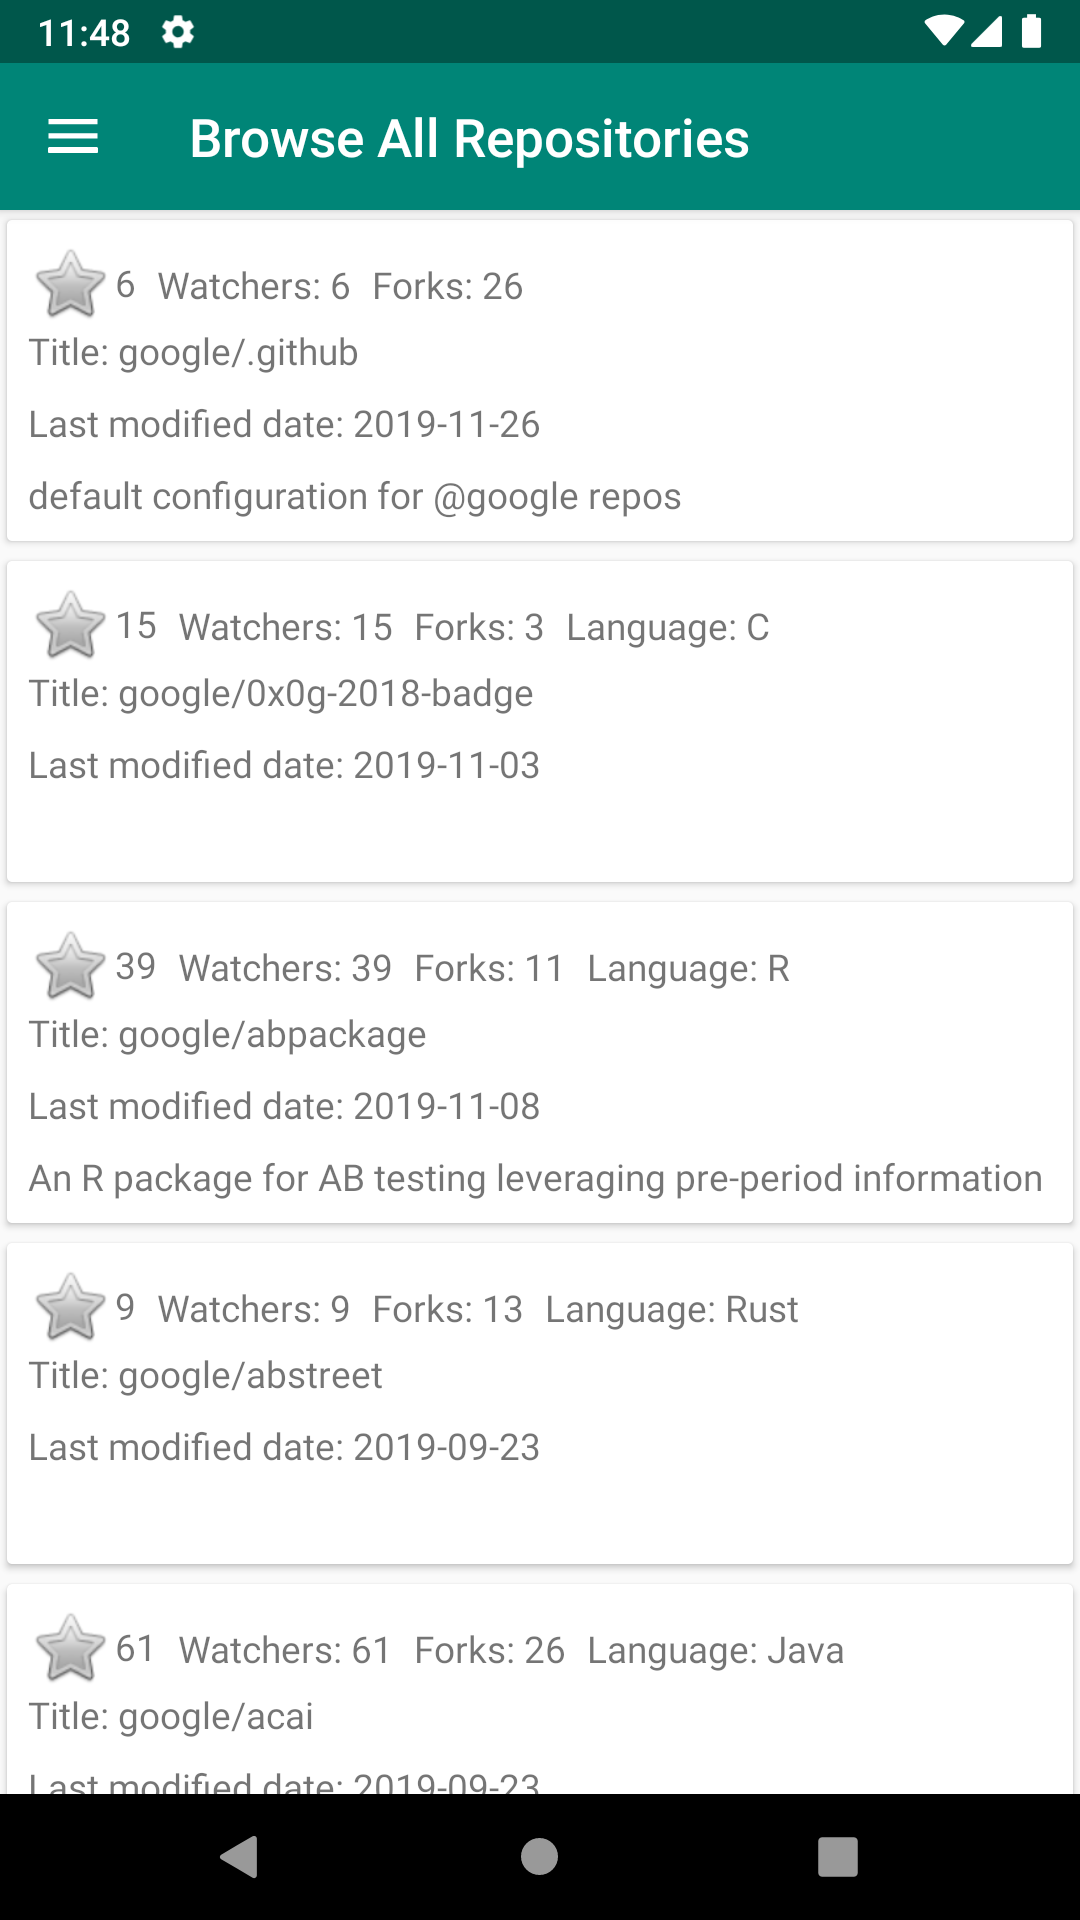 11:48
Browse All Repositories
6 Watchers: 6 Forks: 26
Title: google/.github
Last modified date: 2019-11-26
default configuration for @google repos
15 Watchers: 15 Forks: 3 Language: C
Title: google/0x0g-2018-badge
Last modified date: 2019-11-03
39 Watchers: 39 Forks: 11 Language: R
Title: google/abpackage
Last modified date: 2019-11-08
An R package for AB testing leveraging pre-period information
9 Watchers: 9 Forks: 13 Language: Rust
Title: google/abstreet
Last modified date: 2019-09-23
61 Watchers: 61 Forks: 26 Language: Java
Title: google/acai
Last modified date: 2019-09-23